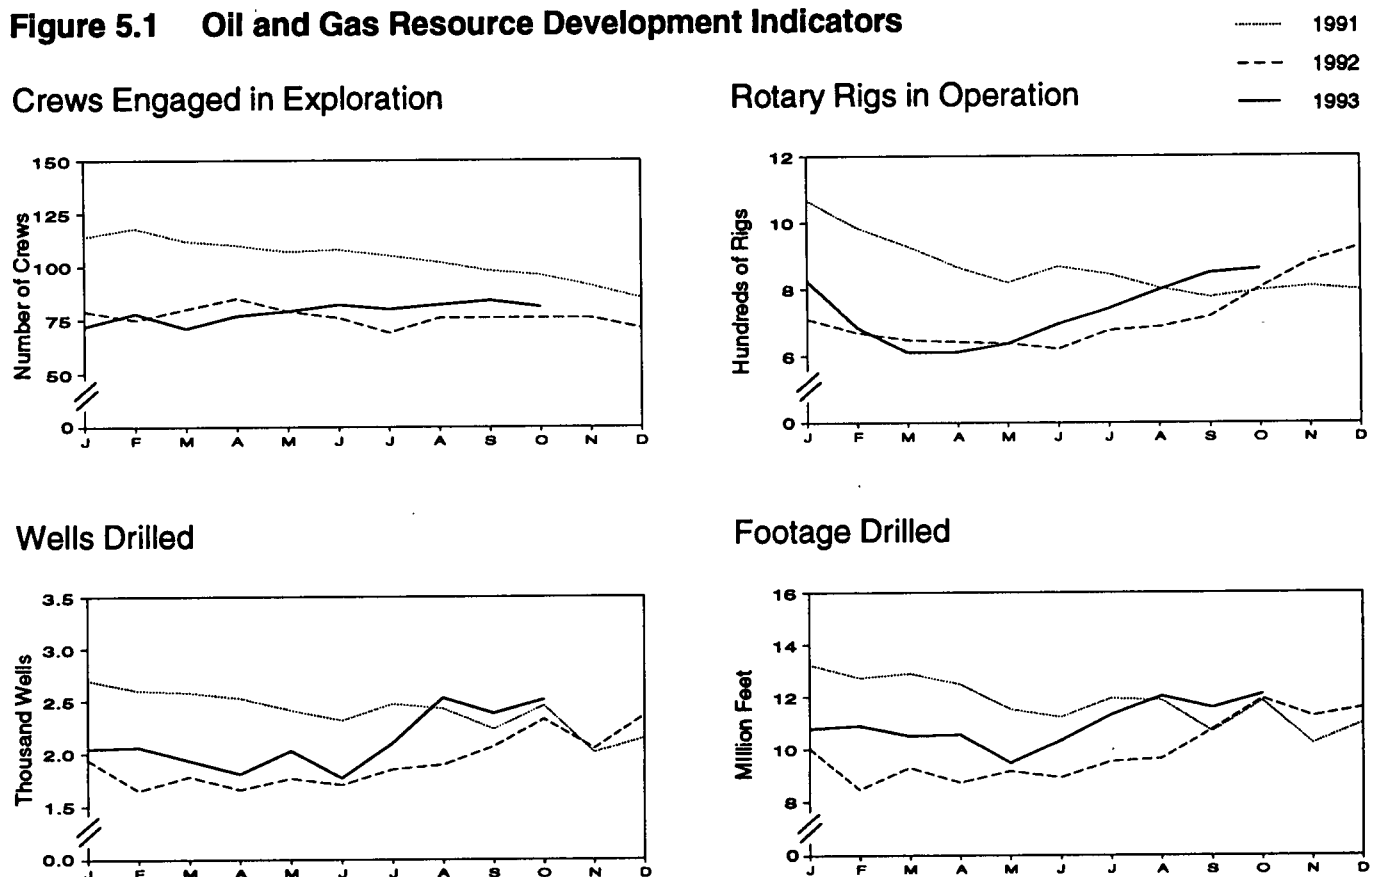 Figure 5.1 Oil and Gas Resource Development Indicators
1991
1992
1993
Crews Engaged in Exploration
Number of Crews
150
125
100
75
50
0
J F M A M J J A S O N D
Rotary Rigs in Operation
Hundreds of Rigs
12
10
8
6
0
J F M A M J J A S O N D
Wells Drilled
Thousand Wells
3.5
3.0
2.5
2.0
1.5
0.0
J F M A M J J A S O N D
Footage Drilled
Million Feet
16
14
12
10
8
0
J F M A M J J A S O N D